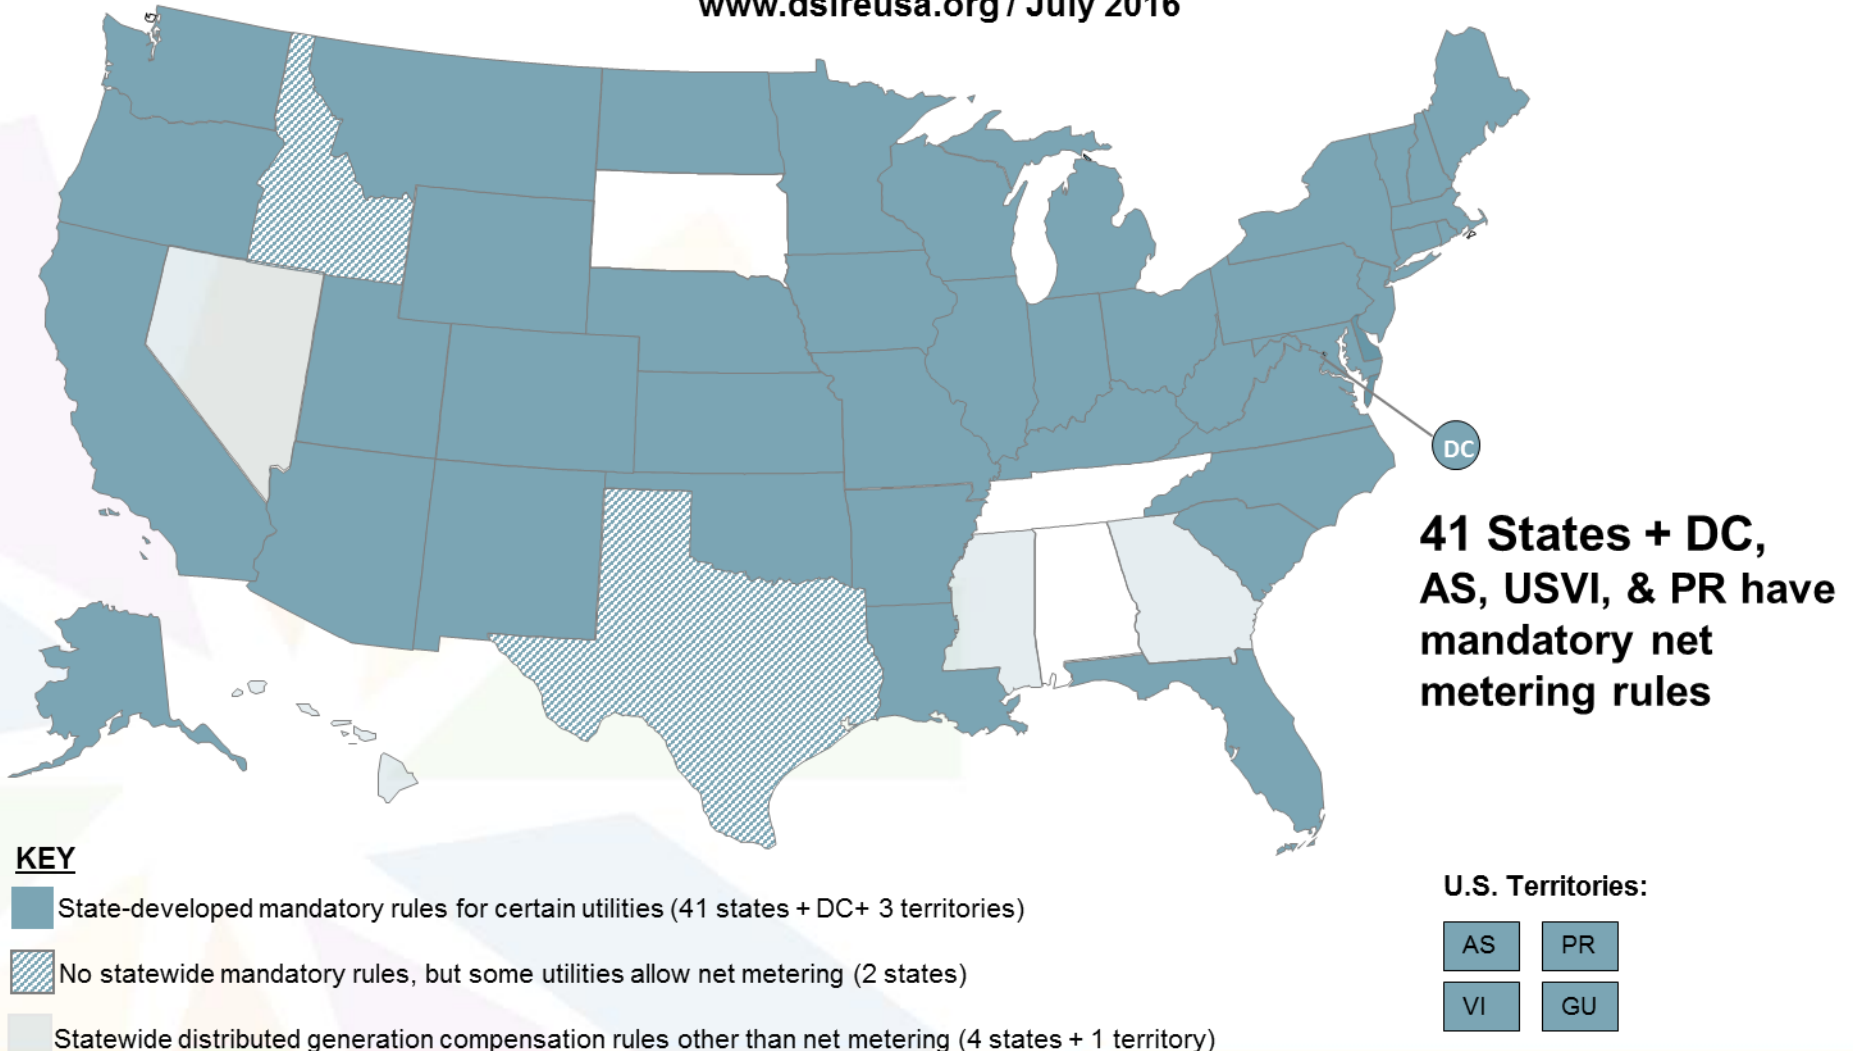 www.dsireusa.org / July 2016
DC
41 States + DC,
AS, USVI, & PR have
mandatory net
metering rules
KEY
State-developed mandatory rules for certain utilities (41 states + DC+ 3 territories)
No statewide mandatory rules, but some utilities allow net metering (2 states)
Statewide distributed generation compensation rules other than net metering (4 states + 1 territory)
U.S. Territories:
AS PR
VI GU